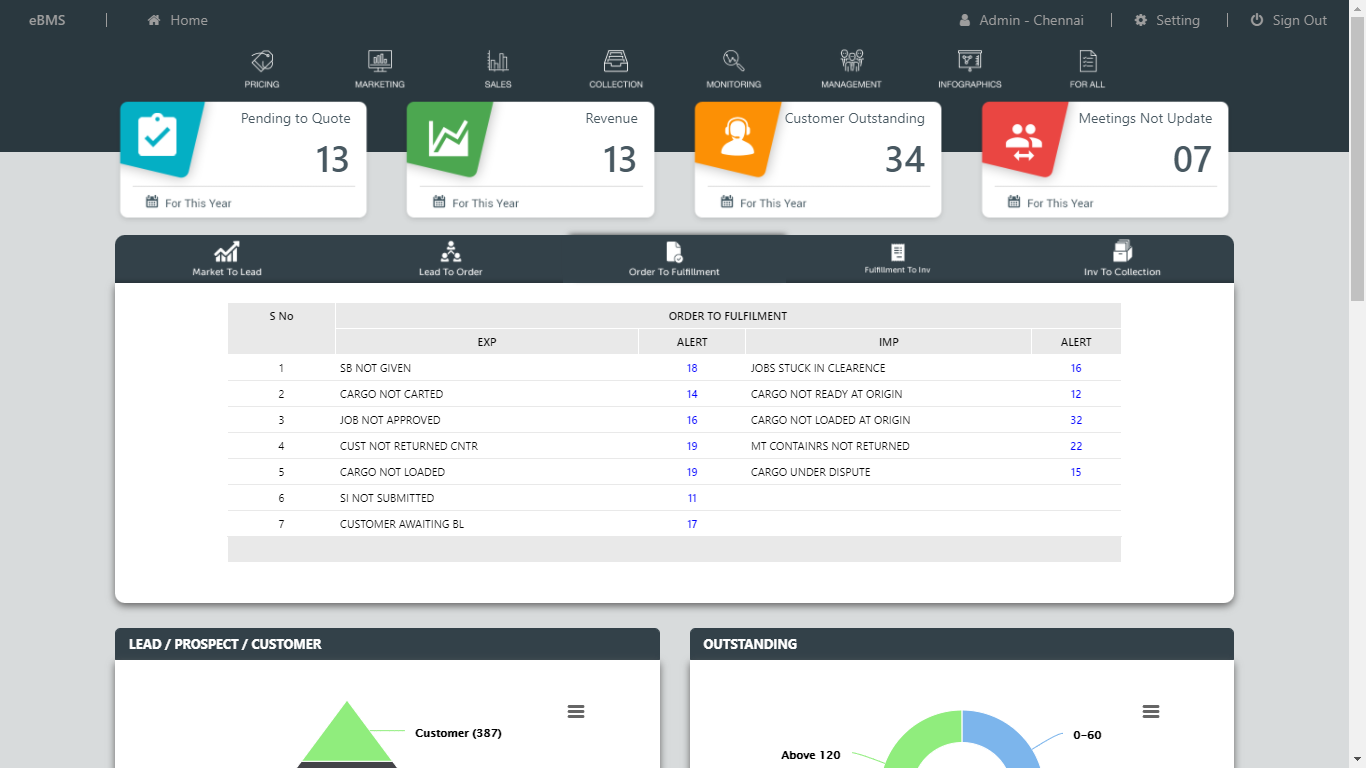 eBMS | Home Admin - Chennai | Setting | Sign Out
PRICING MARKETING SALES COLLECTION MONITORING MANAGEMENT INFOGRAPHICS FOR ALL
Pending to Quote
13
For This Year
Revenue
13
For This Year
Customer Outstanding
34
For This Year
Meetings Not Update
07
For This Year
Market To Lead Lead To Order Order To Fulfillment Fulfillment To Inv Inv To Collection
S No ORDER TO FULFILMENT
EXP ALERT IMP ALERT
1 SB NOT GIVEN 18 JOBS STUCK IN CLEARENCE 16
2 CARGO NOT CARTED 14 CARGO NOT READY AT ORIGIN 12
3 JOB NOT APPROVED 16 CARGO NOT LOADED AT ORIGIN 32
4 CUST NOT RETURNED CNTR 19 MT CONTAINRS NOT RETURNED 22
5 CARGO NOT LOADED 19 CARGO UNDER DISPUTE 15
6 SI NOT SUBMITTED 11
7 CUSTOMER AWAITING BL 17
LEAD / PROSPECT / CUSTOMER
Customer (387)
OUTSTANDING
0-60
Above 120